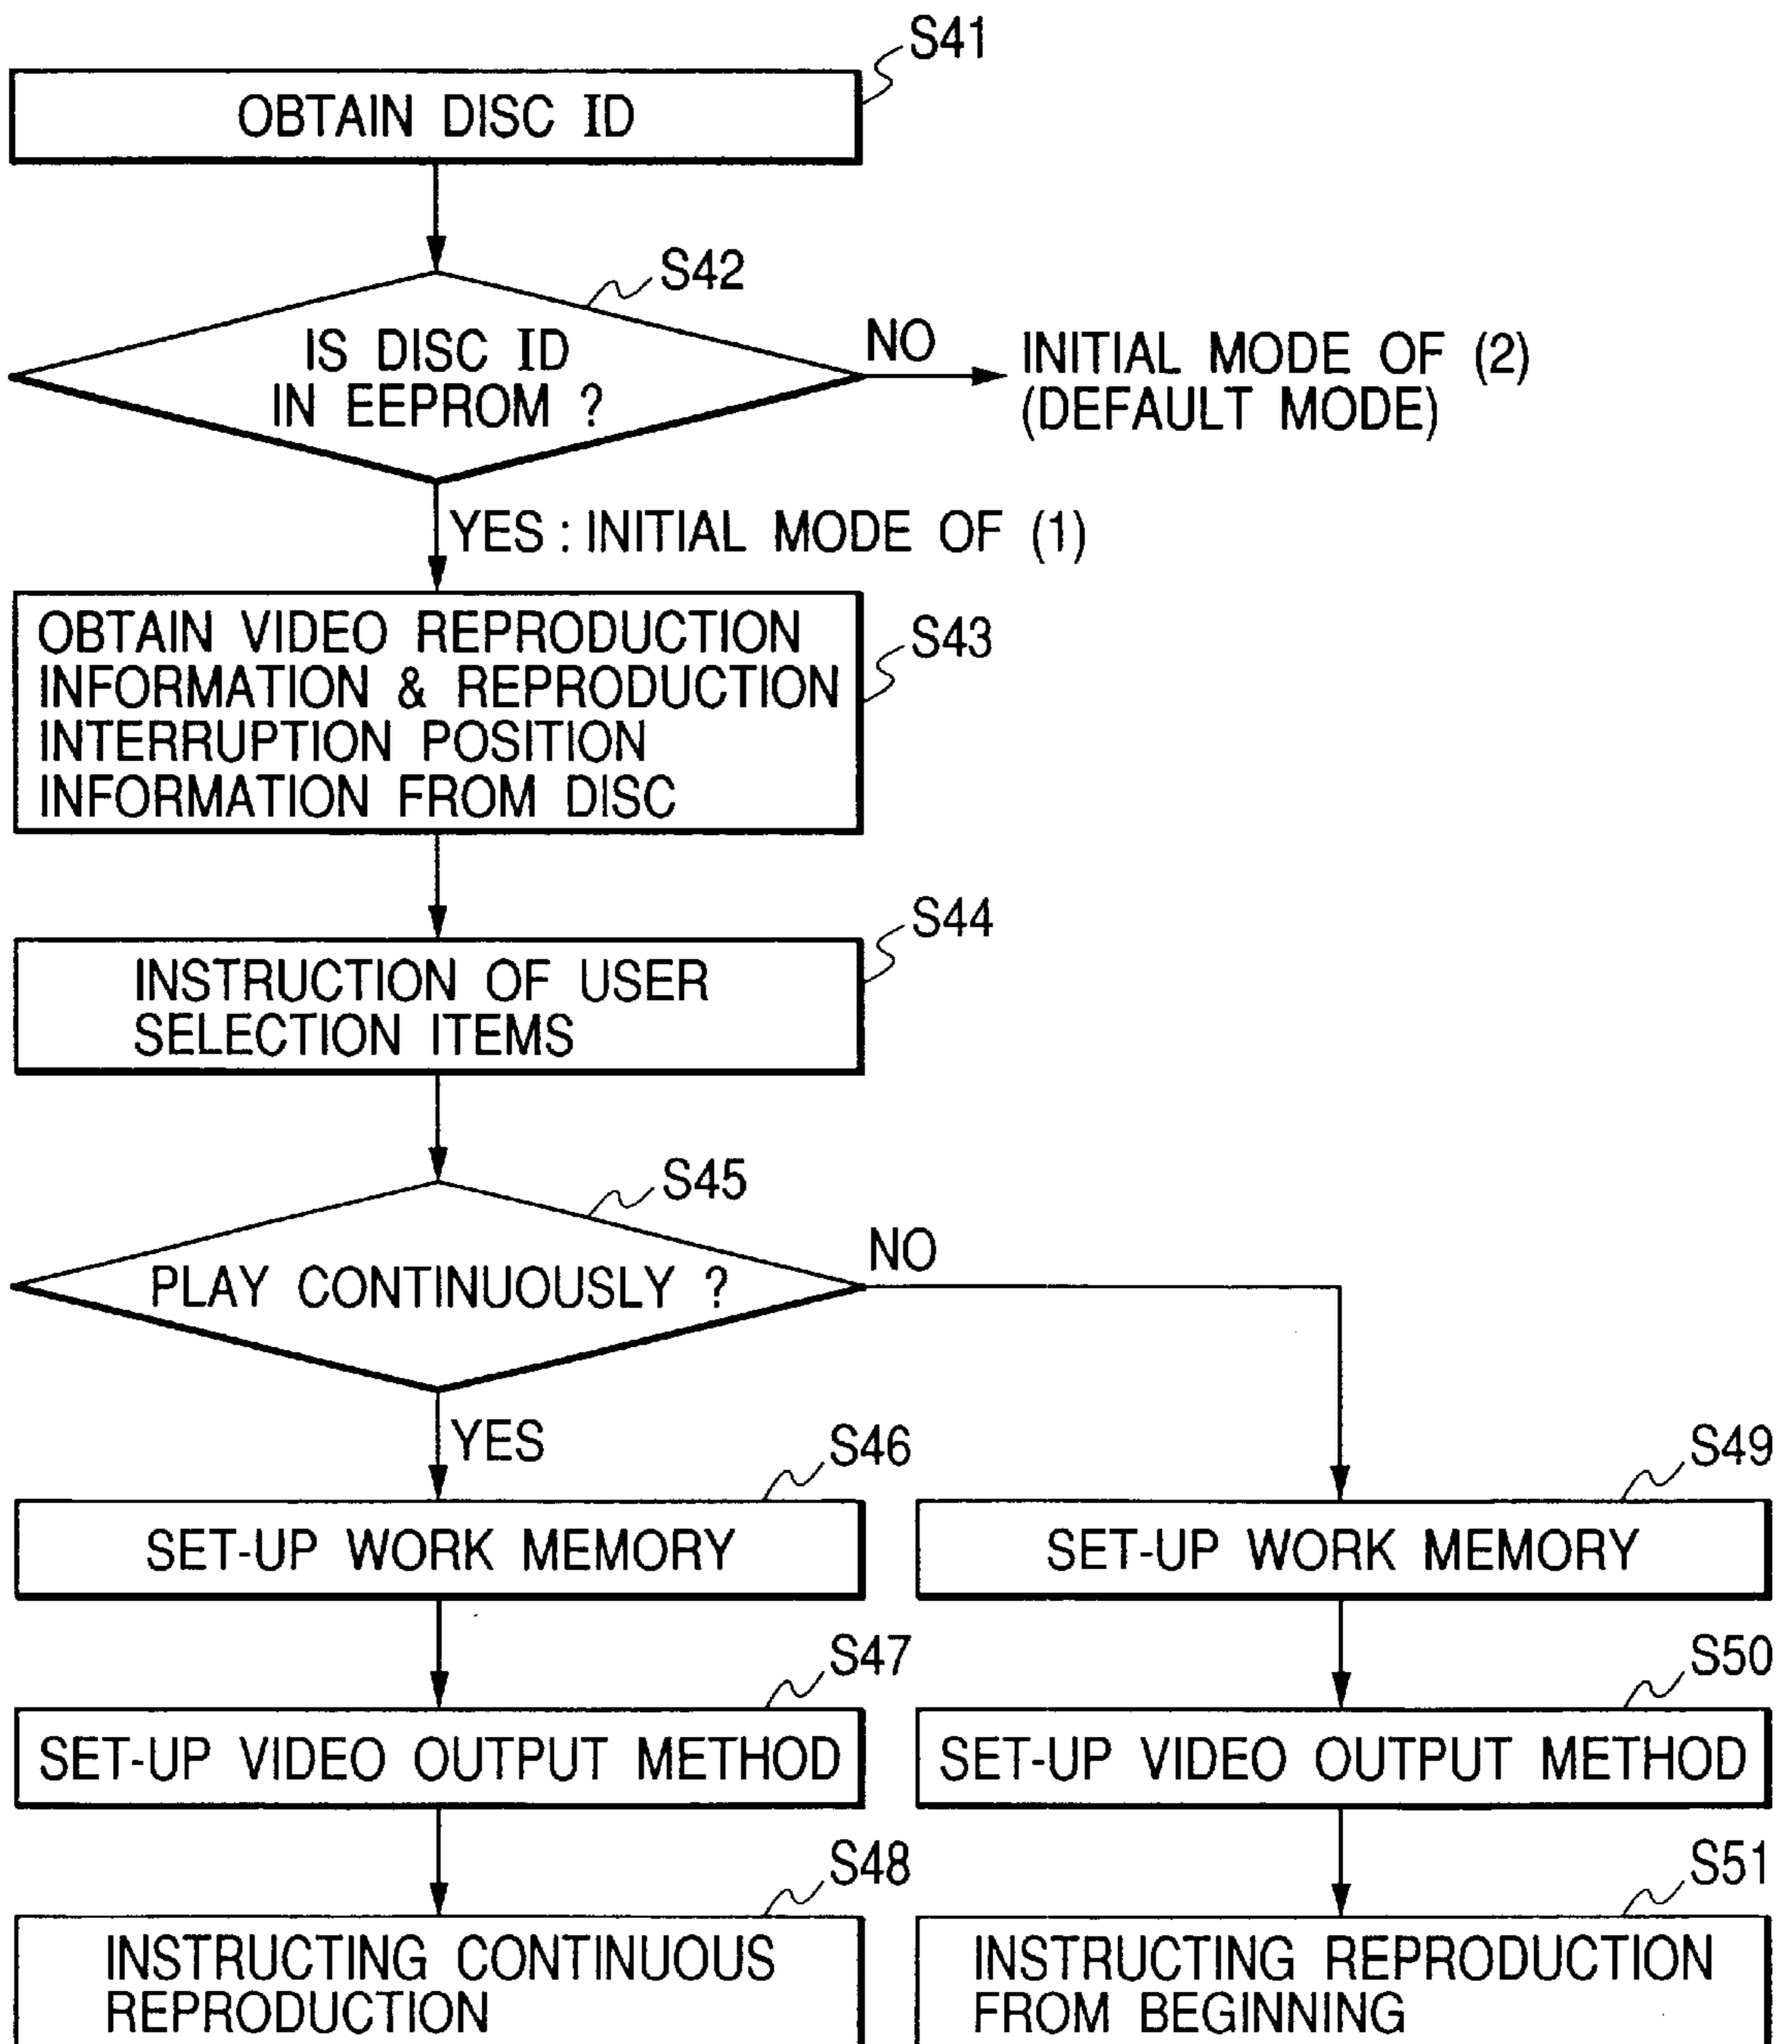 S41
OBTAIN DISC ID
S42
IS DISC ID
IN EEPROM ?
NO
INITIAL MODE OF (2)
(DEFAULT MODE)
YES : INITIAL MODE OF (1)
S43
OBTAIN VIDEO REPRODUCTION
INFORMATION & REPRODUCTION
INTERRUPTION POSITION
INFORMATION FROM DISC
S44
INSTRUCTION OF USER
SELECTION ITEMS
S45
PLAY CONTINUOUSLY ?
NO
YES
S46
SET-UP WORK MEMORY
S49
SET-UP WORK MEMORY
S47
SET-UP VIDEO OUTPUT METHOD
S50
SET-UP VIDEO OUTPUT METHOD
S48
INSTRUCTING CONTINUOUS
REPRODUCTION
S51
INSTRUCTING REPRODUCTION
FROM BEGINNING